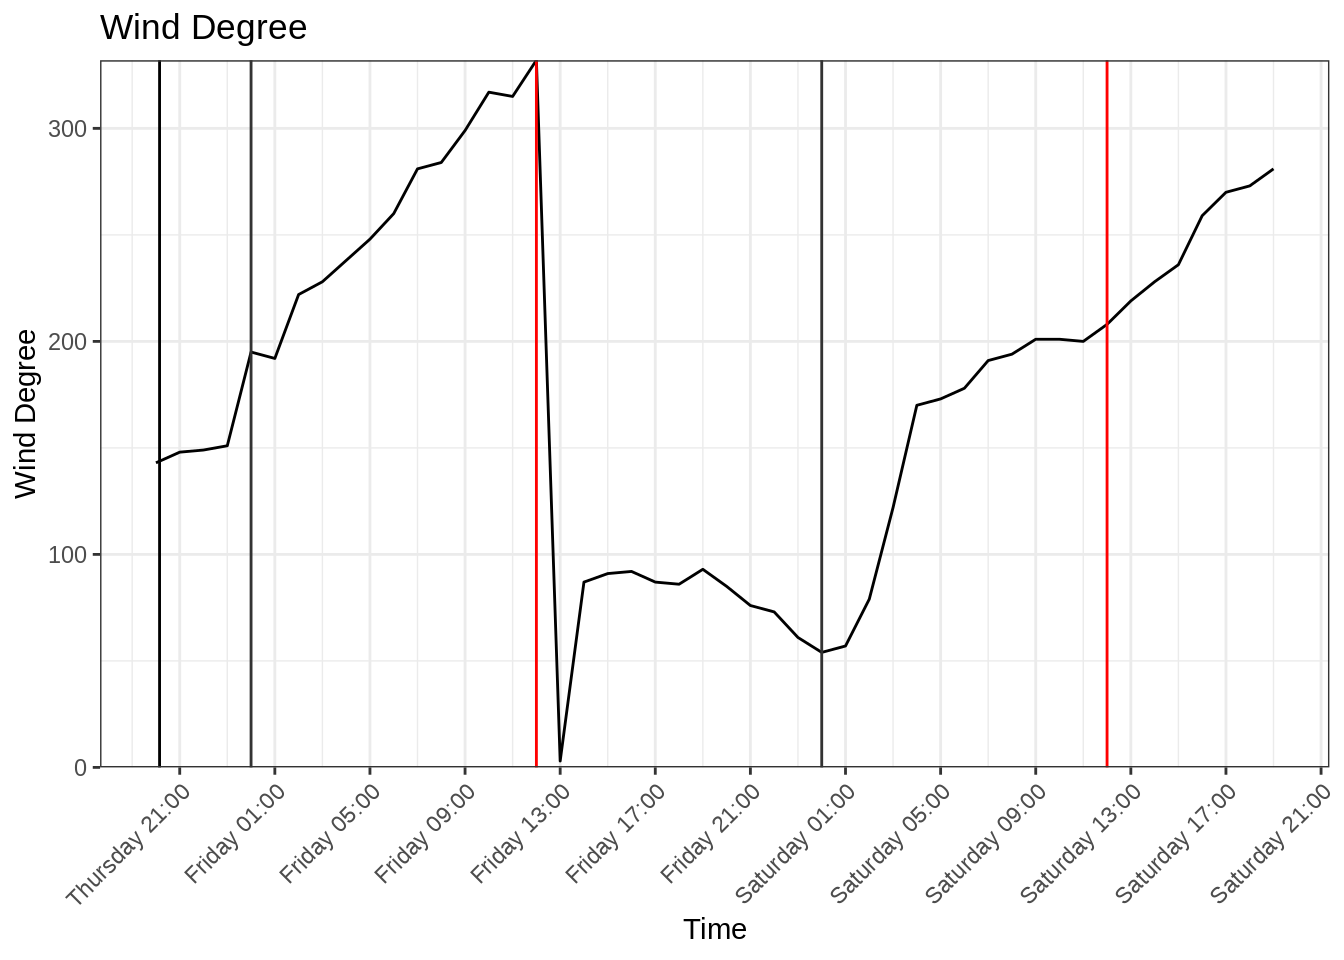 Wind Degree
Wind Degree
300
200
100
0
Thursday 21:00
Friday 01:00
Friday 05:00
Friday 09:00
Friday 13:00
Friday 17:00
Friday 21:00
Saturday 01:00
Saturday 05:00
Saturday 09:00
Saturday 13:00
Saturday 17:00
Saturday 21:00
Time